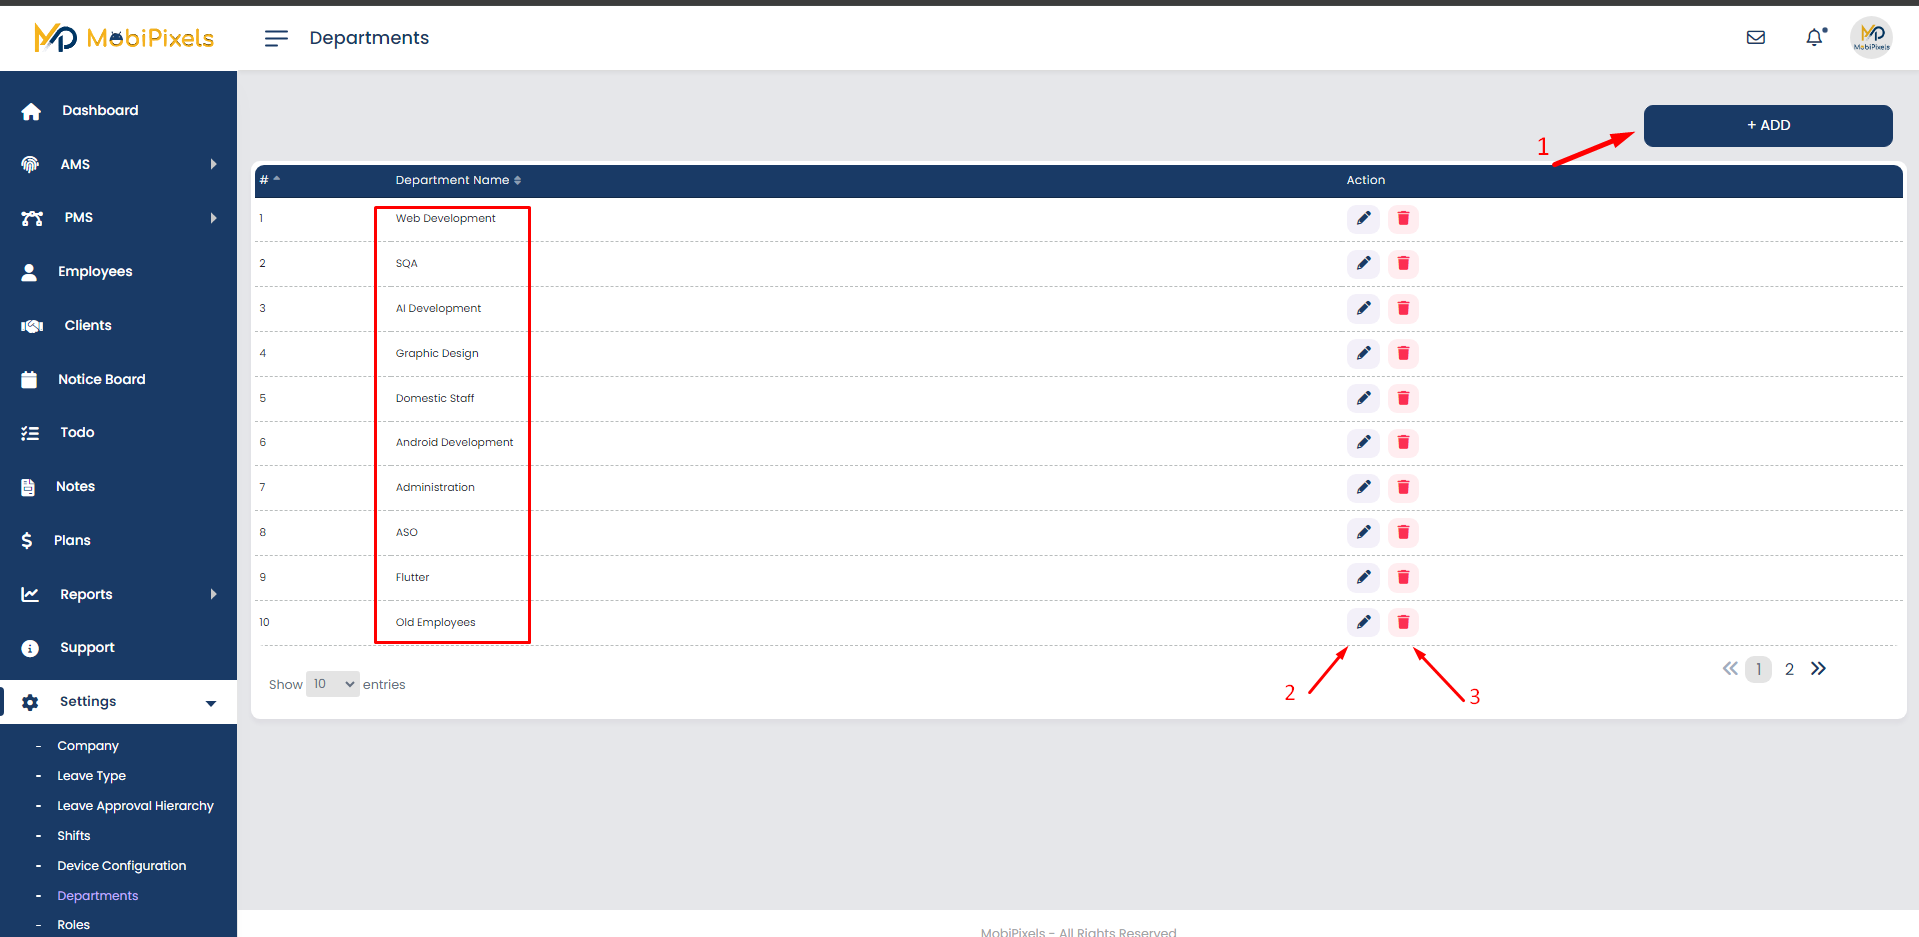 MobiPixels
Departments
MobiPixels
Dashboard
AMS
PMS
Employees
Clients
Notice Board
Todo
Notes
Plans
Reports
Support
Settings
- Company
- Leave Type
- Leave Approval Hierarchy
- Shifts
- Device Configuration
- Departments
- Roles
1
+ ADD
# Department Name Action
1 Web Development
2 SQA
3 AI Development
4 Graphic Design
5 Domestic Staff
6 Android Development
7 Administration
8 ASO
9 Flutter
10 Old Employees
Show 10 entries
2
3
« 1 2 »
MobiPixels - All Rights Reserved